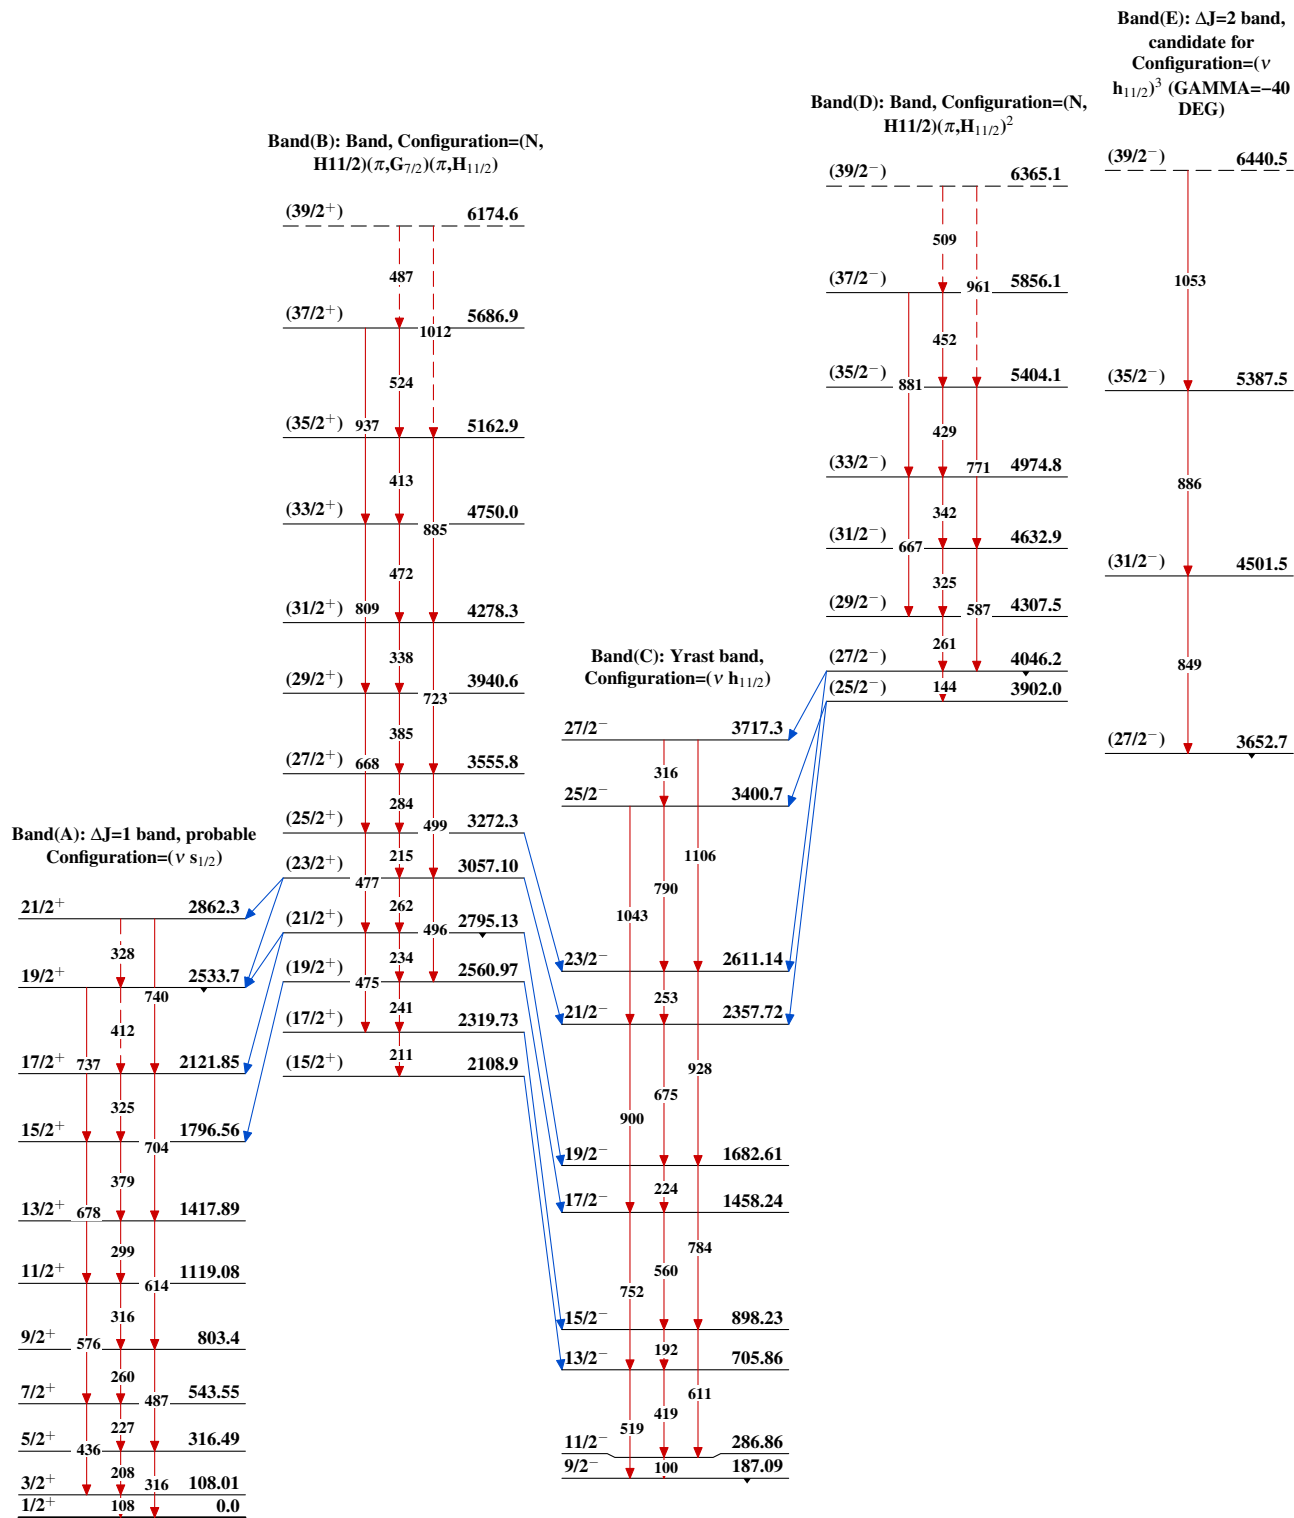 Band(A): ΔJ=1 band, probable
Configuration=(ν s1/2)
21/2+ 2862.3
328
19/2+ 2533.7
740
412
17/2+ 737 2121.85
325
15/2+ 1796.56
704
379
13/2+ 678 1417.89
299
11/2+ 1119.08
614
316
9/2+ 576 803.4
260
7/2+ 487 543.55
227
5/2+ 436 316.49
208 316
3/2+ 108.01
1/2+ 108 0.0
Band(B): Band, Configuration=(N,
H11/2)(π,G7/2)(π,H11/2)
(39/2+) 6174.6
487
(37/2+) 1012 5686.9
524
(35/2+) 937 5162.9
413
(33/2+) 885 4750.0
472
(31/2+) 809 4278.3
338
(29/2+) 723 3940.6
385
(27/2+) 668 3555.8
284
(25/2+) 499 3272.3
215
(23/2+) 477 3057.10
262
(21/2+) 496 2795.13
234
(19/2+) 475 2560.97
241
(17/2+) 2319.73
211
(15/2+) 2108.9
Band(C): Yrast band,
Configuration=(ν h11/2)
27/2− 3717.3
316
25/2− 3400.7
1106
790
1043
23/2− 2611.14
253
21/2− 2357.72
928
675
900
19/2− 1682.61
224
17/2− 1458.24
784
560
752
15/2− 898.23
192
13/2− 705.86
611
419
519
11/2− 286.86
9/2− 100 187.09
Band(D): Band, Configuration=(N,
H11/2)(π,H11/2)2
(39/2−) 6365.1
509
(37/2−) 961 5856.1
452
(35/2−) 881 5404.1
429
(33/2−) 771 4974.8
342
(31/2−) 667 4632.9
325
(29/2−) 587 4307.5
261
(27/2−) 4046.2
(25/2−) 144 3902.0
Band(E): ΔJ=2 band,
candidate for
Configuration=(ν
h11/2)3 (GAMMA=−40
DEG)
(39/2−) 6440.5
1053
(35/2−) 5387.5
886
(31/2−) 4501.5
849
(27/2−) 3652.7